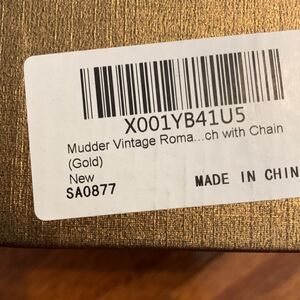 X001YB41U5
Mudder Vintage Roma...ch with Chain
(Gold)
New
SA0877
MADE IN CHIN